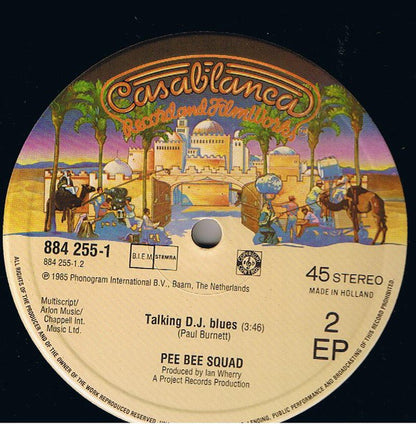 Casablanca
Record and FilmWorks
884 255-1
884 255-1.2
B.I.E.M. STEMRA
45 STEREO
MADE IN HOLLAND
℗ 1985 Phonogram International B.V., Baarn, The Netherlands
Multiscript/
Arlon Music/
Chappell Int.
Music Ltd.
Talking D.J. blues (3:46)
(Paul Burnett)
2
EP
PEE BEE SQUAD
Produced by Ian Wherry
A Project Records Production
ALL RIGHTS OF THE PRODUCER AND OF THE OWNER OF THE
LENDING, PUBLIC PERFORMANCE AND BROADCASTING OF THIS RECORD PROHIBITED